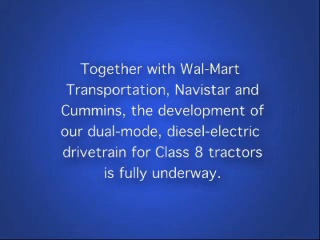 Together with Wal-Mart
Transportation, Navistar and
Cummins, the development of
our dual-mode, diesel-electric
drivetrain for Class 8 tractors
is fully underway.